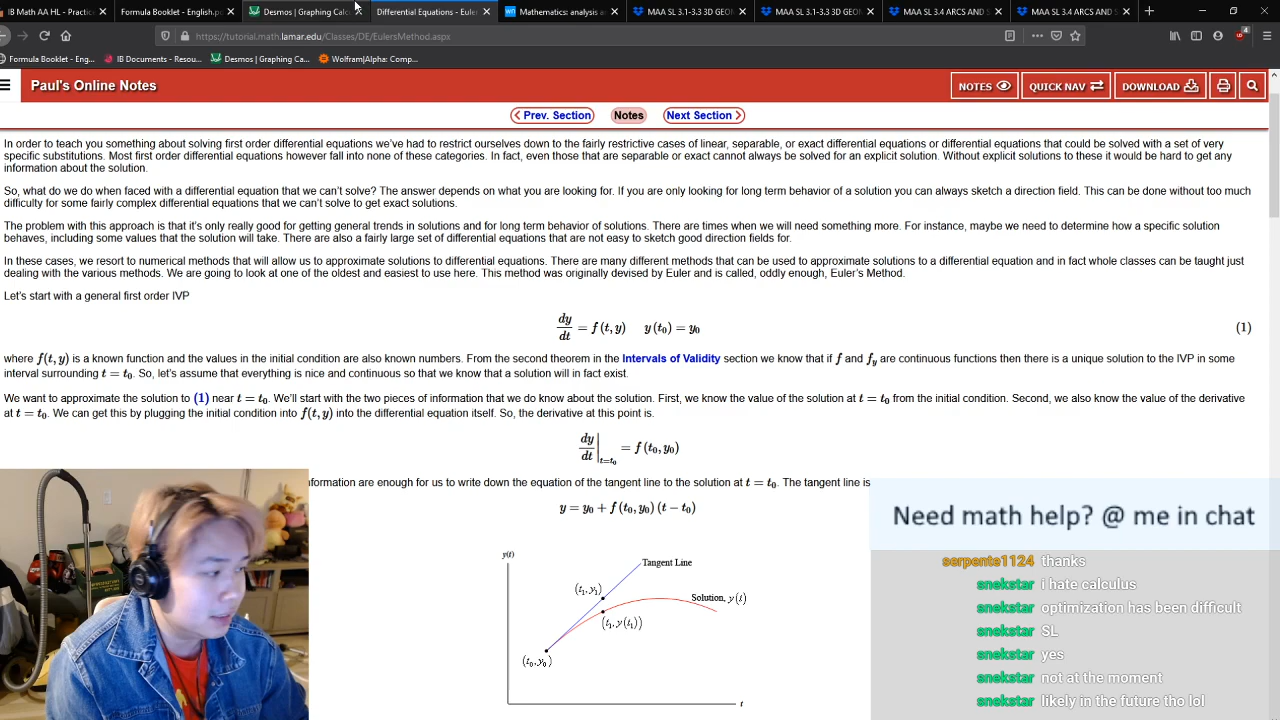 IB Math AA HL - Practice
Formula Booklet - English.p
Desmos | Graphing Calc
Differential Equations - Eule
Mathematics: analysis a
MAA SL 3.1-3.3 3D GEO
MAA SL 3.1-3.3 3D GEO
MAA SL 3.4 ARCS AND S
MAA SL 3.4 ARCS AND S
https://tutorial.math.lamar.edu/Classes/DE/EulersMethod.aspx
Formula Booklet - Eng...
IB Documents - Resou...
Desmos | Graphing Ca...
Wolfram|Alpha: Comp...
Paul's Online Notes
NOTES
QUICK NAV
DOWNLOAD
Prev. Section
Notes
Next Section
In order to teach you something about solving first order differential equations we've had to restrict ourselves down to the fairly restrictive cases of linear, separable, or exact differential equations or differential equations that could be solved with a set of very
specific substitutions. Most first order differential equations however fall into none of these categories. In fact, even those that are separable or exact cannot always be solved for an explicit solution. Without explicit solutions to these it would be hard to get any
information about the solution.
So, what do we do when faced with a differential equation that we can't solve? The answer depends on what you are looking for. If you are only looking for long term behavior of a solution you can always sketch a direction field. This can be done without too much
difficulty for some fairly complex differential equations that we can't solve to get exact solutions.
The problem with this approach is that it's only really good for getting general trends in solutions and for long term behavior of solutions. There are times when we will need something more. For instance, maybe we need to determine how a specific solution
behaves, including some values that the solution will take. There are also a fairly large set of differential equations that are not easy to sketch good direction fields for.
In these cases, we resort to numerical methods that will allow us to approximate solutions to differential equations. There are many different methods that can be used to approximate solutions to a differential equation and in fact whole classes can be taught just
dealing with the various methods. We are going to look at one of the oldest and easiest to use here. This method was originally devised by Euler and is called, oddly enough, Euler's Method.
Let's start with a general first order IVP
dy/dt = f (t, y)   y (t₀) = y₀   (1)
where f(t, y) is a known function and the values in the initial condition are also known numbers. From the second theorem in the Intervals of Validity section we know that if f and f_y are continuous functions then there is a unique solution to the IVP in some
interval surrounding t = t₀. So, let's assume that everything is nice and continuous so that we know that a solution will in fact exist.
We want to approximate the solution to (1) near t = t₀. We'll start with the two pieces of information that we do know about the solution. First, we know the value of the solution at t = t₀ from the initial condition. Second, we also know the value of the derivative
at t = t₀. We can get this by plugging the initial condition into f(t, y) into the differential equation itself. So, the derivative at this point is.
dy/dt |t=t₀ = f (t₀, y₀)
nformation are enough for us to write down the equation of the tangent line to the solution at t = t₀. The tangent line is
y = y₀ + f (t₀, y₀) (t − t₀)
y(t)
Tangent Line
(t₁, y₁)
Solution, y(t)
(t₁, y(t₁))
(t₀, y₀)
t
Need math help? @ me in chat
serpente1124 thanks
snekstar i hate calculus
snekstar optimization has been difficult
snekstar SL
snekstar yes
snekstar not at the moment
snekstar likely in the future tho lol